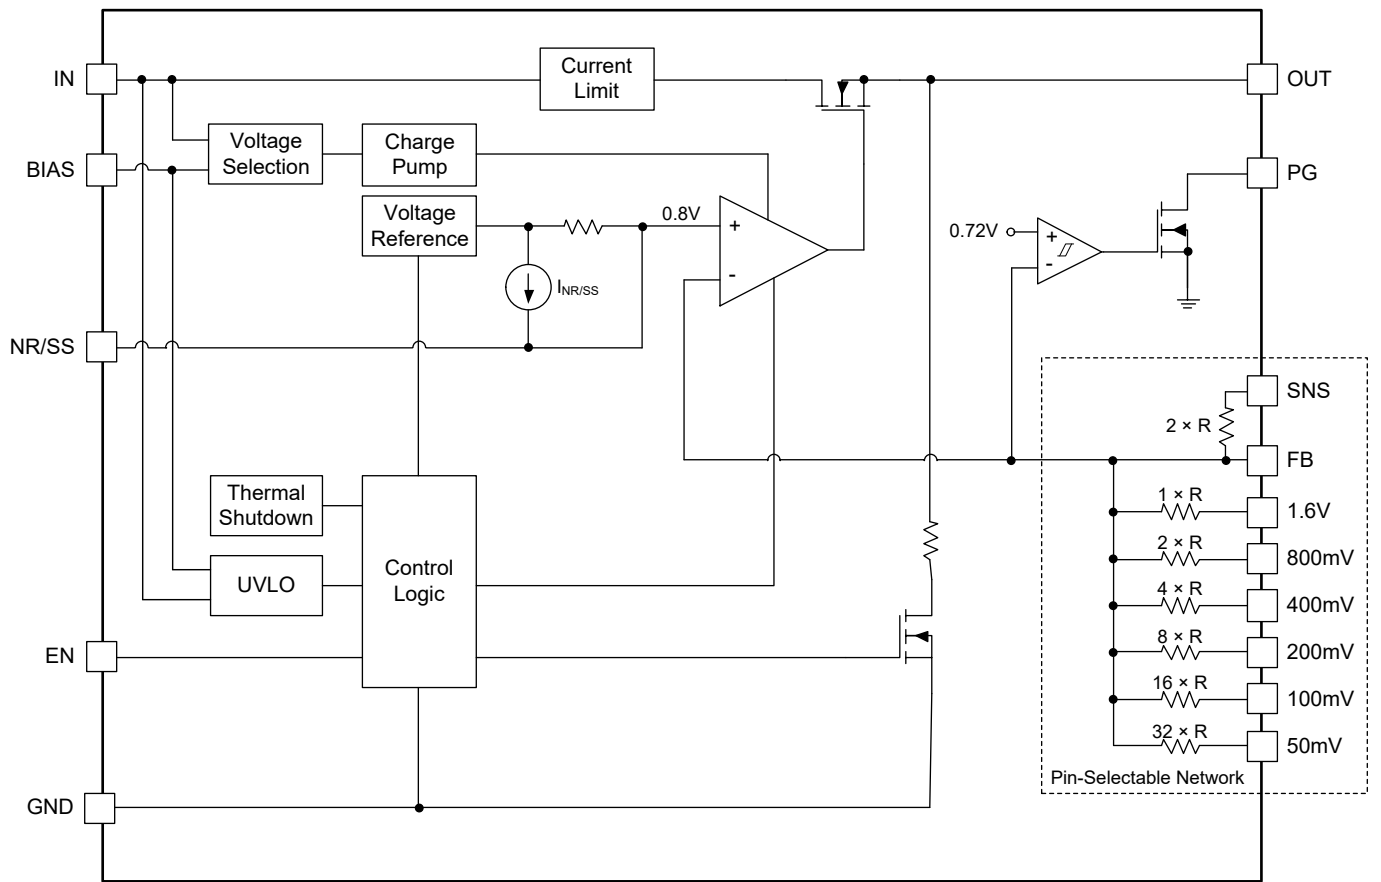 IN
Current
Limit
OUT
BIAS
Voltage
Selection
Charge
Pump
PG
Voltage
Reference
0.8V
+
-
0.72V
+
-
INR/SS
NR/SS
SNS
2 × R
FB
Thermal
Shutdown
1 × R
1.6V
2 × R
800mV
UVLO
Control
Logic
4 × R
400mV
EN
8 × R
200mV
16 × R
100mV
32 × R
50mV
Pin-Selectable Network
GND